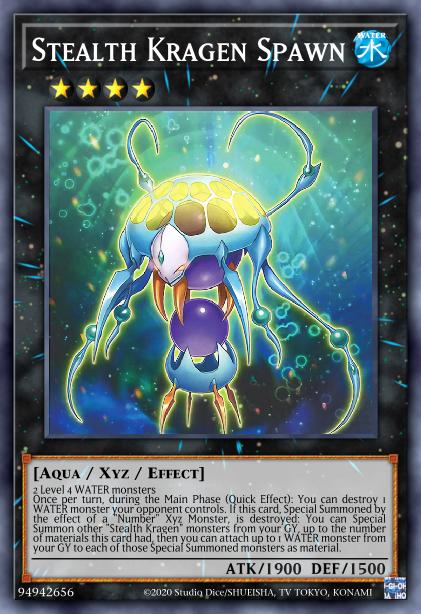 STEALTH KRAGEN SPAWN
WATER
水
[AQUA / XYZ / EFFECT]
2 Level 4 WATER monsters
Once per turn, during the Main Phase (Quick Effect): You can destroy 1
WATER monster your opponent controls. If this card, Special Summoned by
the effect of a "Number" Xyz Monster, is destroyed: You can Special
Summon other "Stealth Kragen" monsters from your GY, up to the number
of materials this card had, then you can attach up to 1 WATER monster from
your GY to each of those Special Summoned monsters as material.
ATK/1900 DEF/1500
94942656
©2020 Studio Dice/SHUEISHA, TV TOKYO, KONAMI